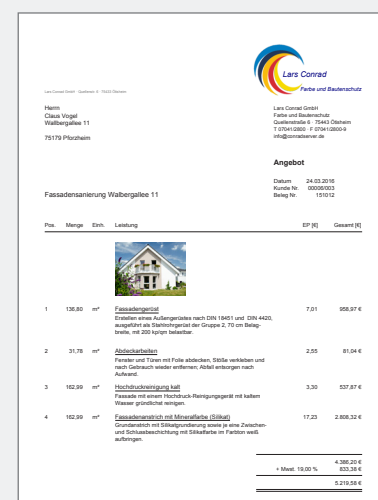 Lars Conrad
Farbe und Bautenschutz
Lars Conrad GmbH · Quellenstr. 6 · 75443 Ötisheim
Herrn
Claus Vogel
Wallbergallee 11
75179 Pforzheim
Lars Conrad GmbH
Farbe und Bautenschutz
Quellenstraße 6 · 75443 Ötisheim
T 07041/2800 · F 07041/2800-9
info@conradserver.de
Angebot
Datum 24.03.2016
Kunde Nr. 00006/003
Beleg Nr. 151012
Fassadensanierung Walbergallee 11
Pos. Menge Einh. Leistung EP [€] Gesamt [€]
1 136,80 m² Fassadengerüst 7,01 958,97 €
Erstellen eines Außengerüstes nach DIN 18451 und DIN 4420,
ausgeführt als Stahlrohrgerüst der Gruppe 2, 70 cm Belag-
breite, mit 200 kp/qm belastbar.
2 31,78 m² Abdeckarbeiten 2,55 81,04 €
Fenster und Türen mit Folie abdecken, Stöße verkleben und
nach Gebrauch wieder entfernen; Abfall entsorgen nach
Aufwand.
3 162,99 m² Hochdruckreinigung kalt 3,30 537,87 €
Fassade mit einem Hochdruck-Reinigungsgerät mit kaltem
Wasser gründlichst reinigen.
4 162,99 m² Fassadenanstrich mit Mineralfarbe (Silikat) 17,23 2.808,32 €
Grundanstrich mit Silikatgrundierung sowie je eine Zwischen-
und Schlussbeschichtung mit Silikatfarbe im Farbton weiß
aufbringen.
4.386,20 €
+ Mwst. 19,00 % 833,38 €
5.219,58 €